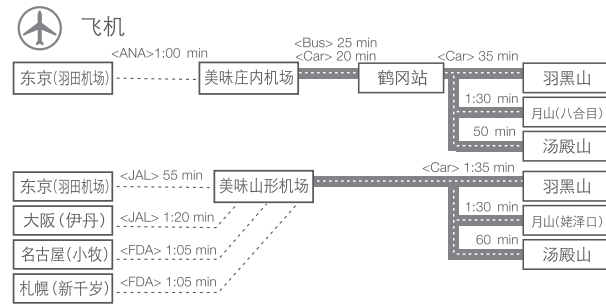 飞机
<ANA>1:00 min
<Bus> 25 min
<Car> 20 min
<Car> 35 min
东京(羽田机场)
美味庄内机场
鹤冈站
羽黑山
1:30 min
月山(八合目)
50 min
汤殿山
<Car> 1:35 min
东京(羽田机场)
<JAL> 55 min
美味山形机场
羽黑山
大阪(伊丹)
<JAL> 1:20 min
1:30 min
月山(姥泽口)
名古屋(小牧)
<FDA> 1:05 min
60 min
汤殿山
札幌(新千岁)
<FDA> 1:05 min